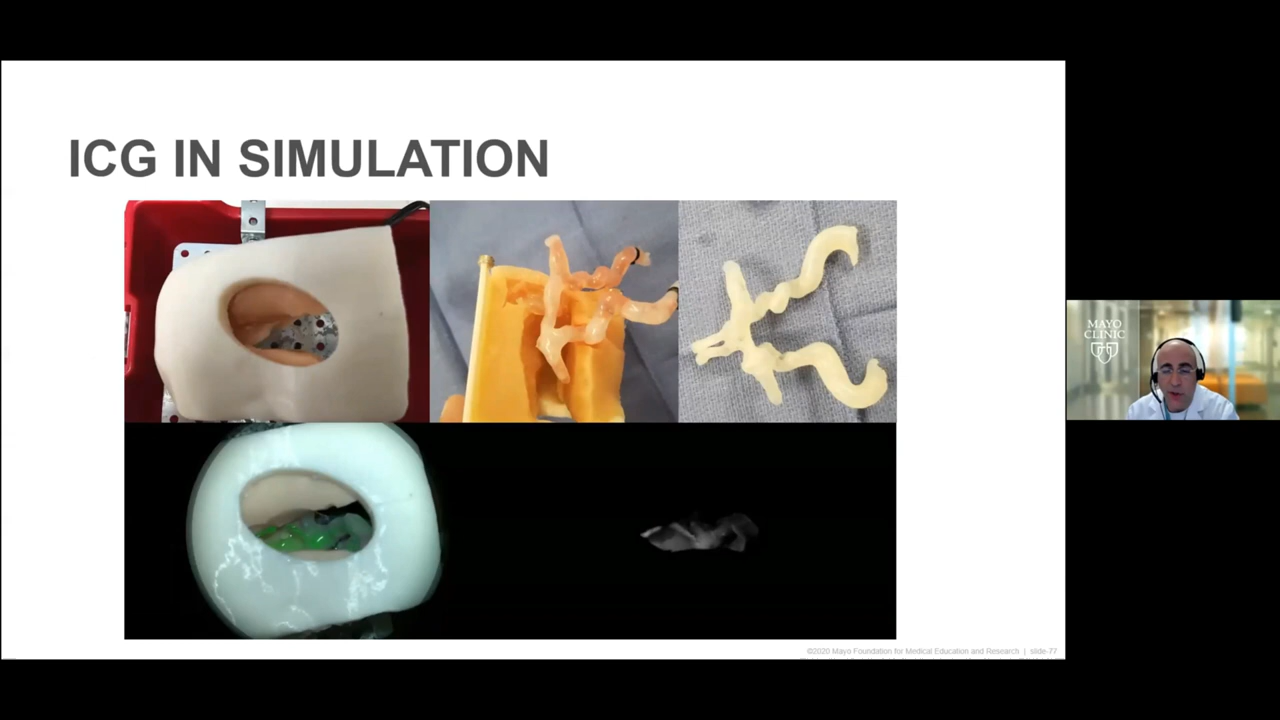 ICG IN SIMULATION
MAYO
CLINIC
©2020 Mayo Foundation for Medical Education and Research | slide-77